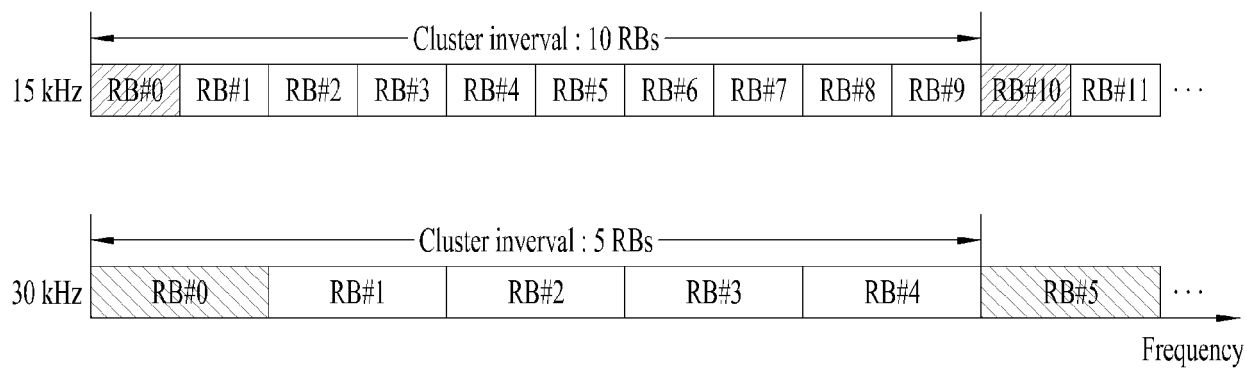 Cluster inverval : 10 RBs
15 kHz RB#0 RB#1 RB#2 RB#3 RB#4 RB#5 RB#6 RB#7 RB#8 RB#9 RB#10 RB#11 ...
Cluster inverval : 5 RBs
30 kHz RB#0 RB#1 RB#2 RB#3 RB#4 RB#5 ...
Frequency